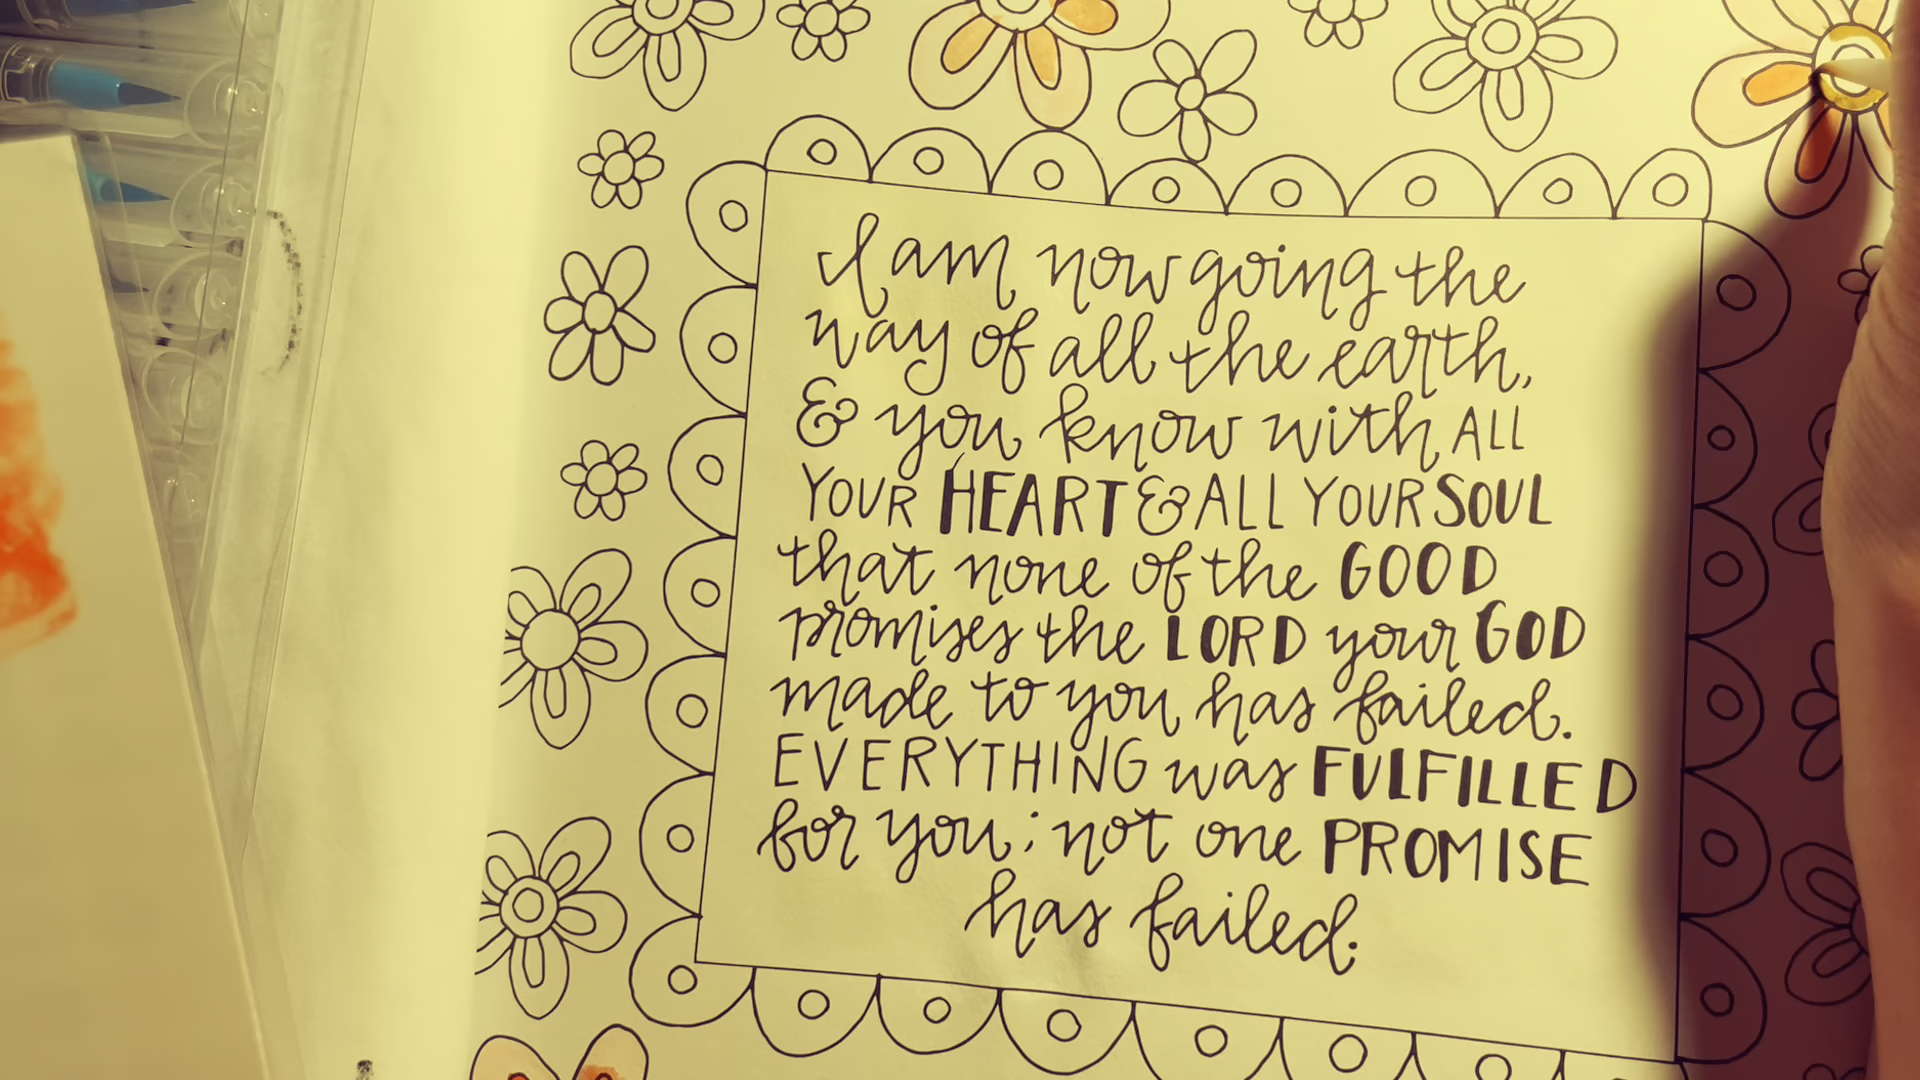 I am now going the
way of all the earth,
& you know with ALL
YOUR HEART & ALL YOUR SOUL
that none of the GOOD
promises the LORD your GOD
made to you has failed.
EVERYTHING was FULFILLED
for you; not one PROMISE
has failed.